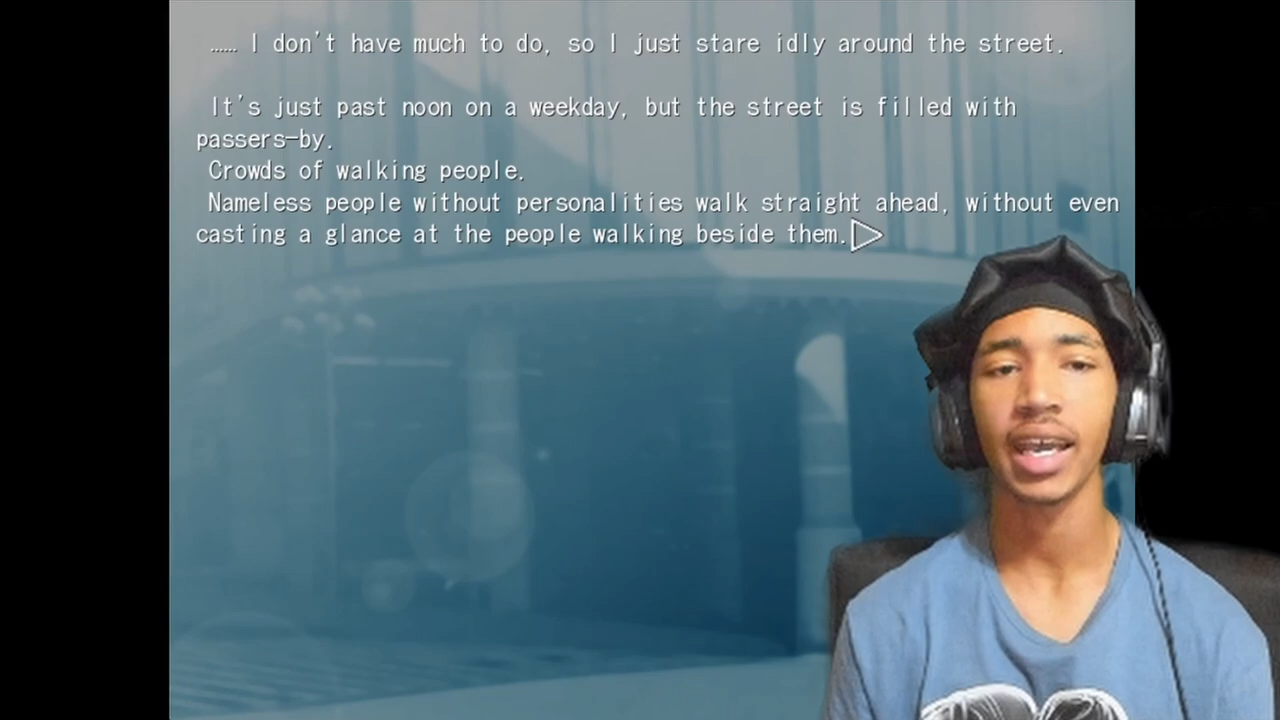 …… I don't have much to do, so I just stare idly around the street.
It's just past noon on a weekday, but the street is filled with
passers-by.
Crowds of walking people.
Nameless people without personalities walk straight ahead, without even
casting a glance at the people walking beside them.